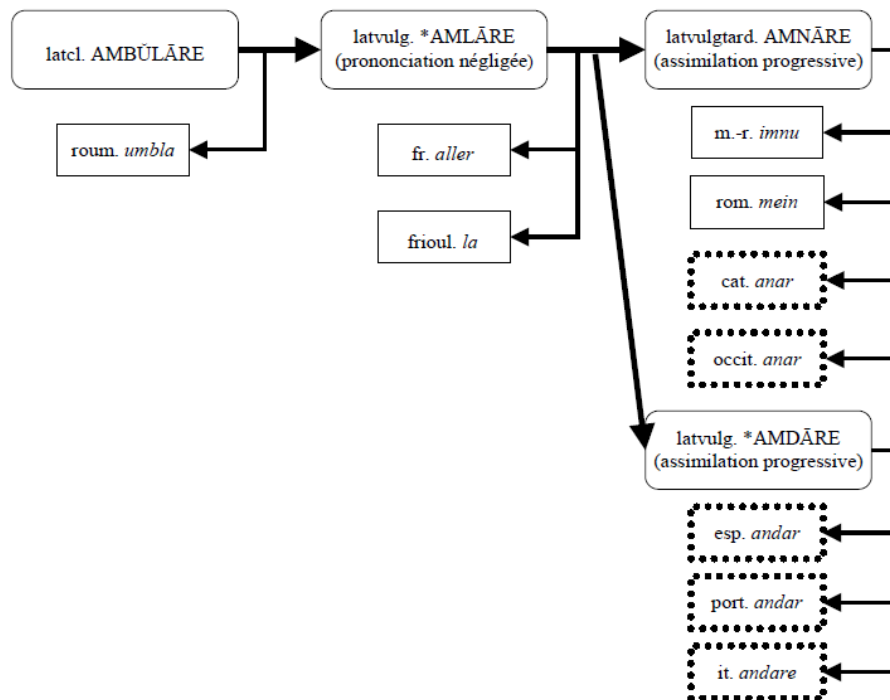 latcl. AMBŬLĀRE
latvulg. *AMLĀRE
(prononciation négligée)
latvulgtard. AMNĀRE
(assimilation progressive)
roum. umbla
fr. aller
frioul. la
m.-r. imnu
rom. mein
cat. anar
occit. anar
latvulg. *AMDĀRE
(assimilation progressive)
esp. andar
port. andar
it. andare